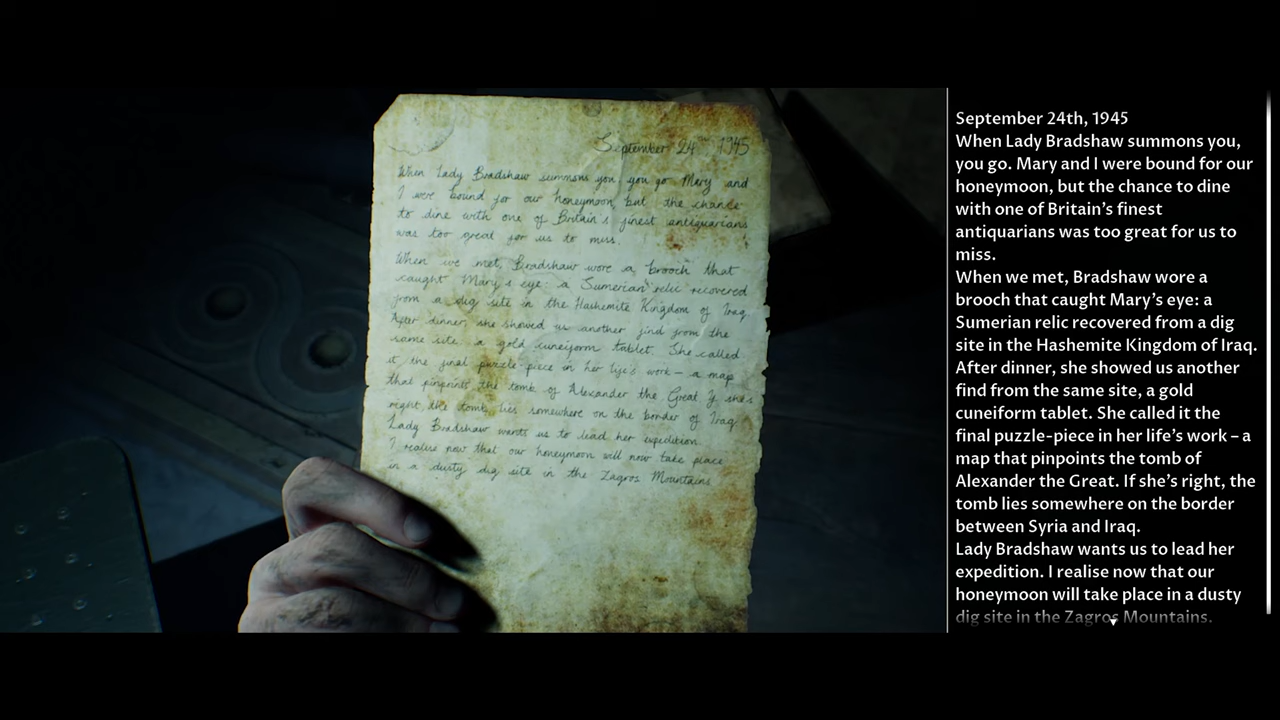 September 24th 1945
When Lady Bradshaw summons you, you go. Mary and
I were bound for our honeymoon, but the chance
to dine with one of Britain's finest antiquarians
was too great for us to miss.
When we met, Bradshaw wore a brooch that
caught Mary's eye: a Sumerian relic recovered
from a dig site in the Hashemite Kingdom of Iraq.
After dinner, she showed us another find from the
same site, a gold cuneiform tablet. She called
it the final puzzle-piece in her life's work – a map
that pinpoints the tomb of Alexander the Great. If she's
right, the tomb lies somewhere on the border of Iraq
Lady Bradshaw wants us to lead her expedition.
I realise now that our honeymoon will now take place
in a dusty dig site in the Zagros Mountains.
September 24th, 1945
When Lady Bradshaw summons you,
you go. Mary and I were bound for our
honeymoon, but the chance to dine
with one of Britain's finest
antiquarians was too great for us to
miss.
When we met, Bradshaw wore a
brooch that caught Mary's eye: a
Sumerian relic recovered from a dig
site in the Hashemite Kingdom of Iraq.
After dinner, she showed us another
find from the same site, a gold
cuneiform tablet. She called it the
final puzzle-piece in her life's work – a
map that pinpoints the tomb of
Alexander the Great. If she's right, the
tomb lies somewhere on the border
between Syria and Iraq.
Lady Bradshaw wants us to lead her
expedition. I realise now that our
honeymoon will take place in a dusty
dig site in the Zagros Mountains.